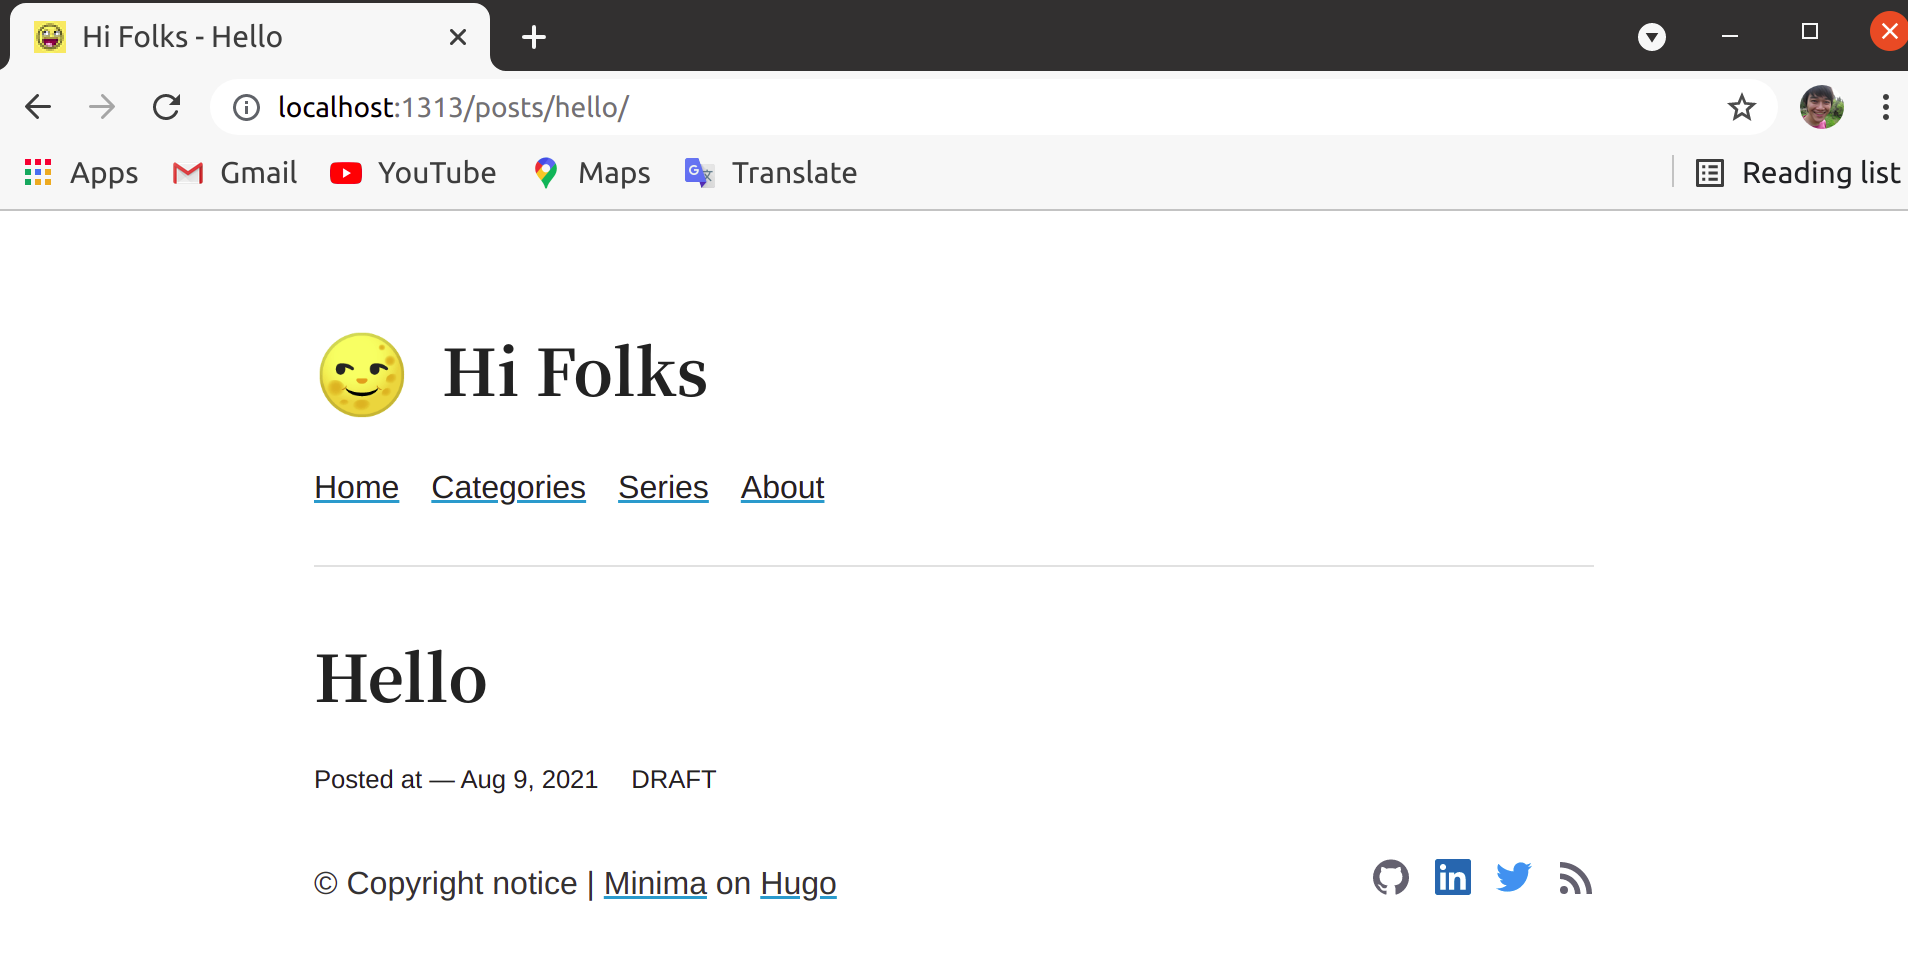 Hi Folks - Hello
localhost:1313/posts/hello/
Apps Gmail YouTube Maps Translate Reading list
Hi Folks
Home Categories Series About
Hello
Posted at — Aug 9, 2021 DRAFT
© Copyright notice | Minima on Hugo